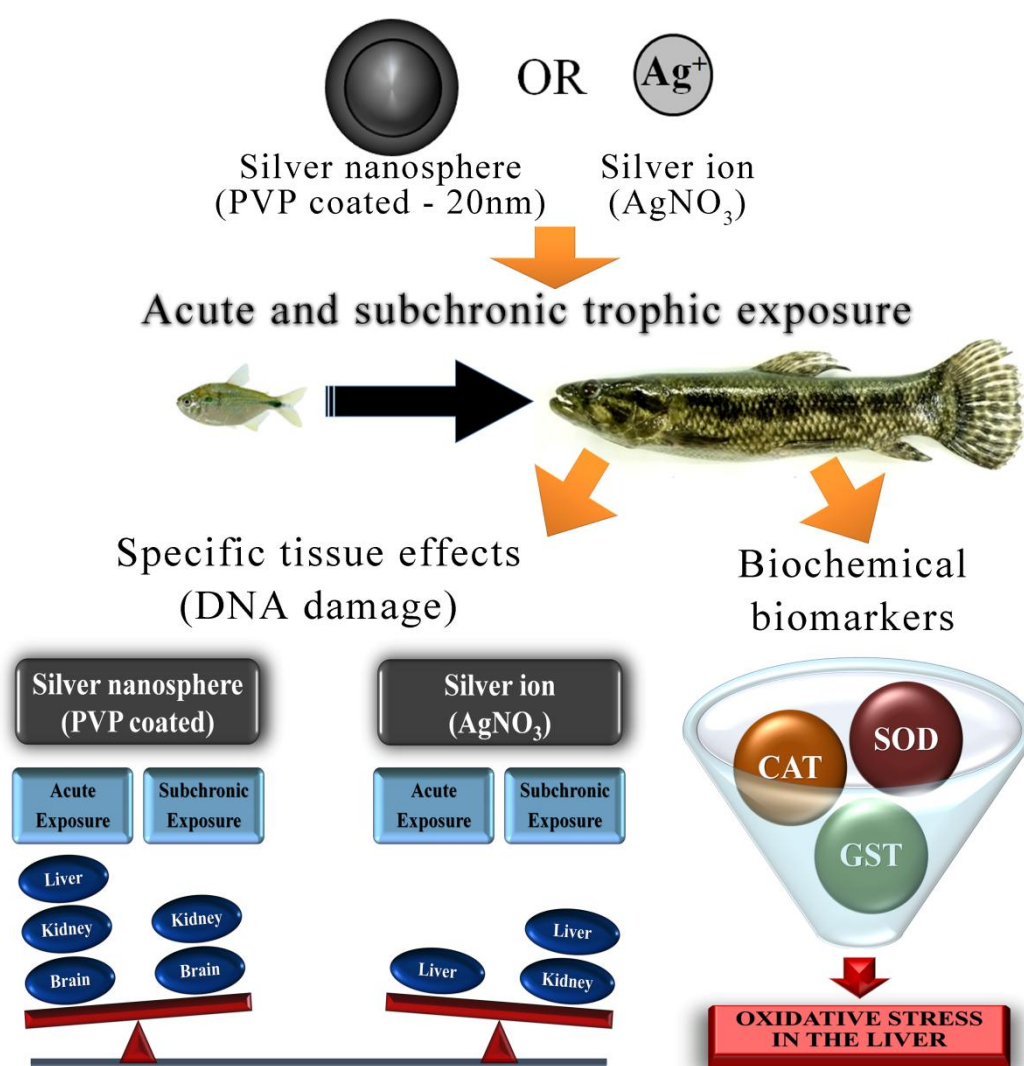 OR
Ag⁺
Silver nanosphere
(PVP coated - 20nm)
Silver ion
(AgNO₃)
Acute and subchronic trophic exposure
Specific tissue effects
(DNA damage)
Biochemical
biomarkers
Silver nanosphere
(PVP coated)
Acute
Exposure
Subchronic
Exposure
Liver
Kidney
Brain
Kidney
Brain
Silver ion
(AgNO₃)
Acute
Exposure
Subchronic
Exposure
Liver
Liver
Kidney
CAT
SOD
GST
OXIDATIVE STRESS
IN THE LIVER